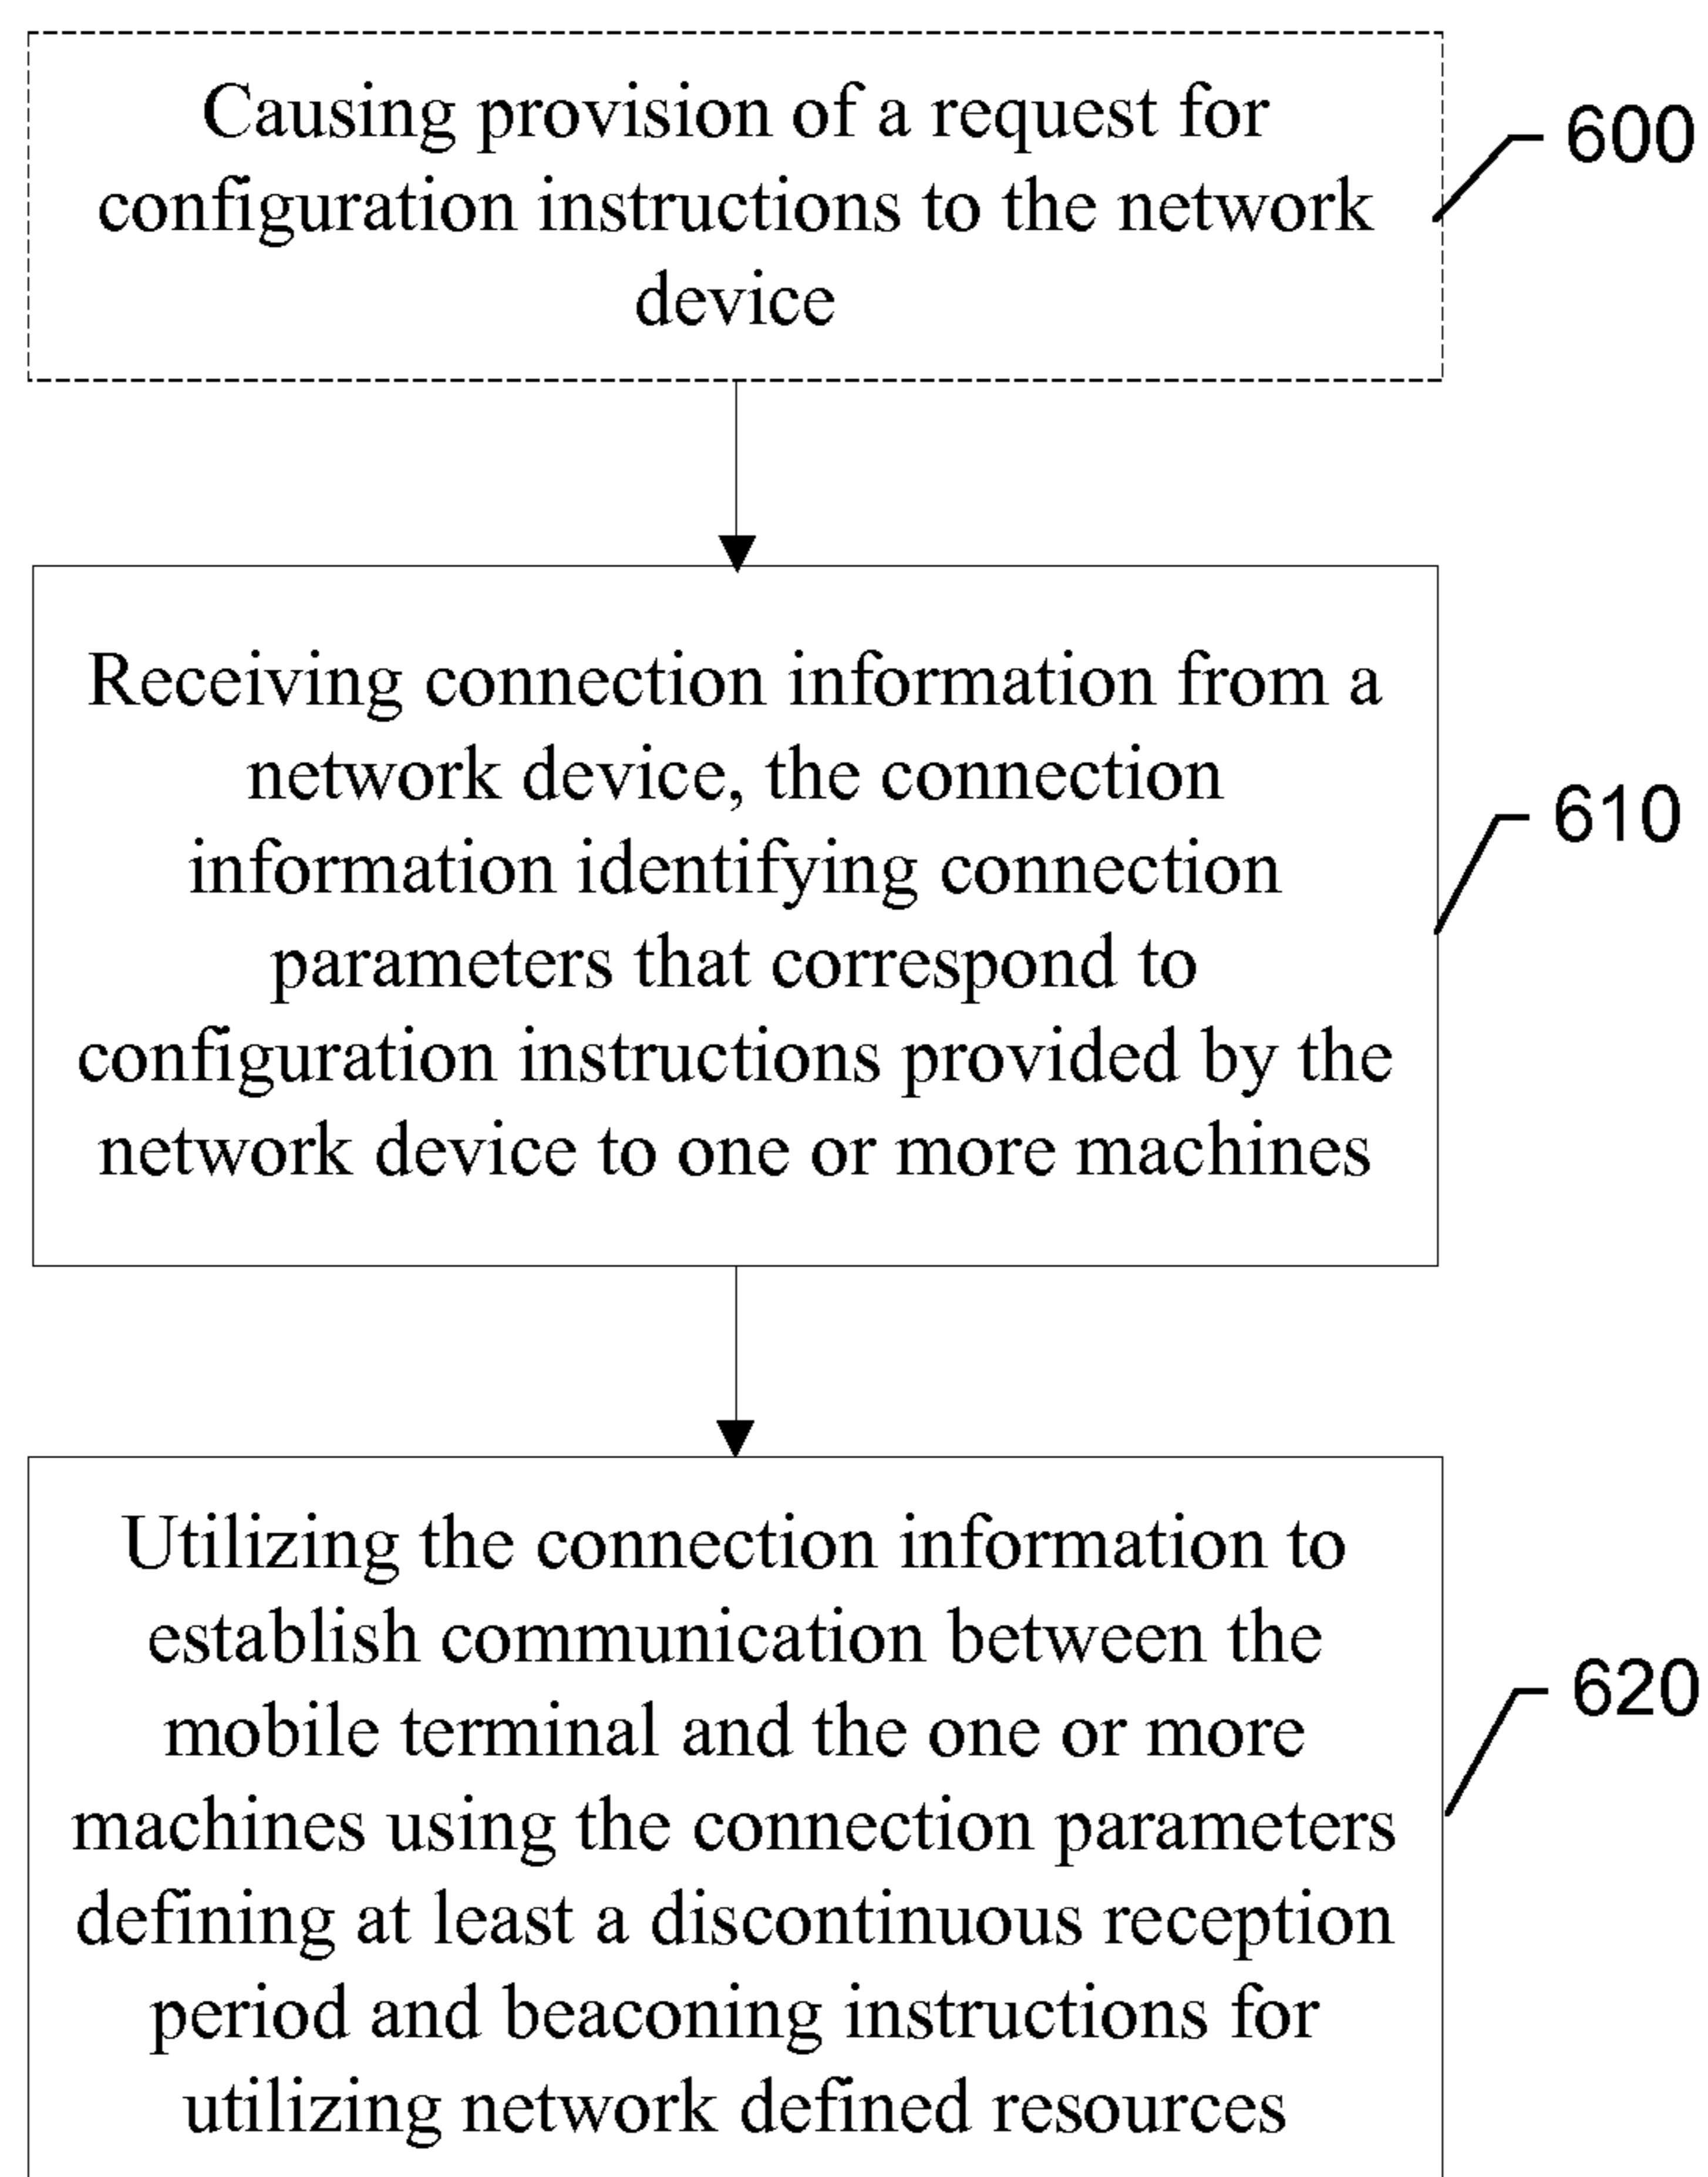 Causing provision of a request for
configuration instructions to the network
device
600
Receiving connection information from a
network device, the connection
information identifying connection
parameters that correspond to
configuration instructions provided by the
network device to one or more machines
610
Utilizing the connection information to
establish communication between the
mobile terminal and the one or more
machines using the connection parameters
defining at least a discontinuous reception
period and beaconing instructions for
utilizing network defined resources
620